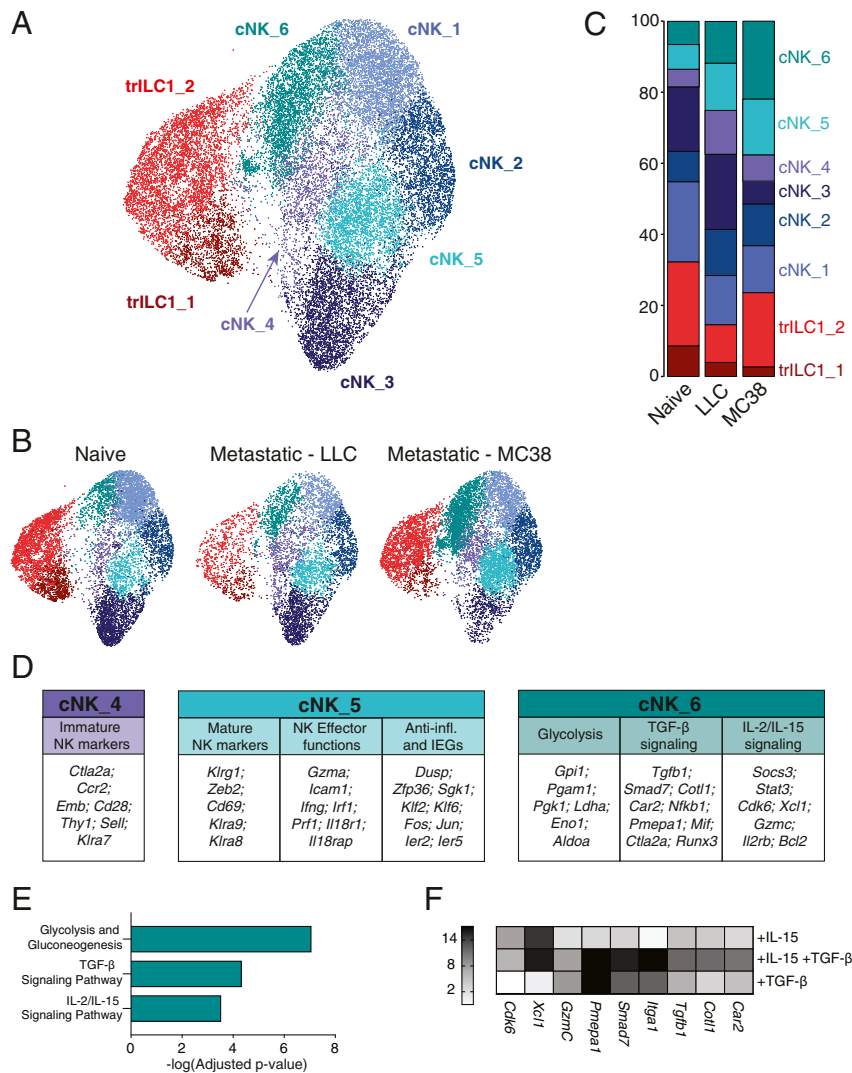 A
cNK_6
cNK_1
trILC1_2
cNK_2
cNK_5
trILC1_1
cNK_4
cNK_3
B
Naive
Metastatic - LLC
Metastatic - MC38
C
100
80
60
40
20
0
cNK_6
cNK_5
cNK_4
cNK_3
cNK_2
cNK_1
trILC1_2
trILC1_1
Naive
LLC
MC38
D
cNK_4
Immature
NK markers
Ctla2a;
Ccr2;
Emb; Cd28;
Thy1; Sell;
Klra7
cNK_5
Mature
NK markers
Klrg1;
Zeb2;
Cd69;
Klra9;
Klra8
NK Effector
functions
Gzma;
Icam1;
Ifng; Irf1;
Prf1; Il18r1;
Il18rap
Anti-infl.
and IEGs
Dusp;
Zfp36; Sgk1;
Klf2; Klf6;
Fos; Jun;
Ier2; Ier5
cNK_6
Glycolysis
Gpi1;
Pgam1;
Pgk1; Ldha;
Eno1;
Aldoa
TGF-β
signaling
Tgfb1;
Smad7; Cotl1;
Car2; Nfkb1;
Pmepa1; Mif;
Ctla2a; Runx3
IL-2/IL-15
signaling
Socs3;
Stat3;
Cdk6; Xcl1;
Gzmc;
Il2rb; Bcl2
E
Glycolysis and
Gluconeogenesis
TGF-β
Signaling Pathway
IL-2/IL-15
Signaling Pathway
0
2
4
6
8
-log(Adjusted p-value)
F
14
8
2
+IL-15
+IL-15 +TGF-β
+TGF-β
Cdk6
Xcl1
GzmC
Pmepa1
Smad7
Itga1
Tgfb1
Cotl1
Car2